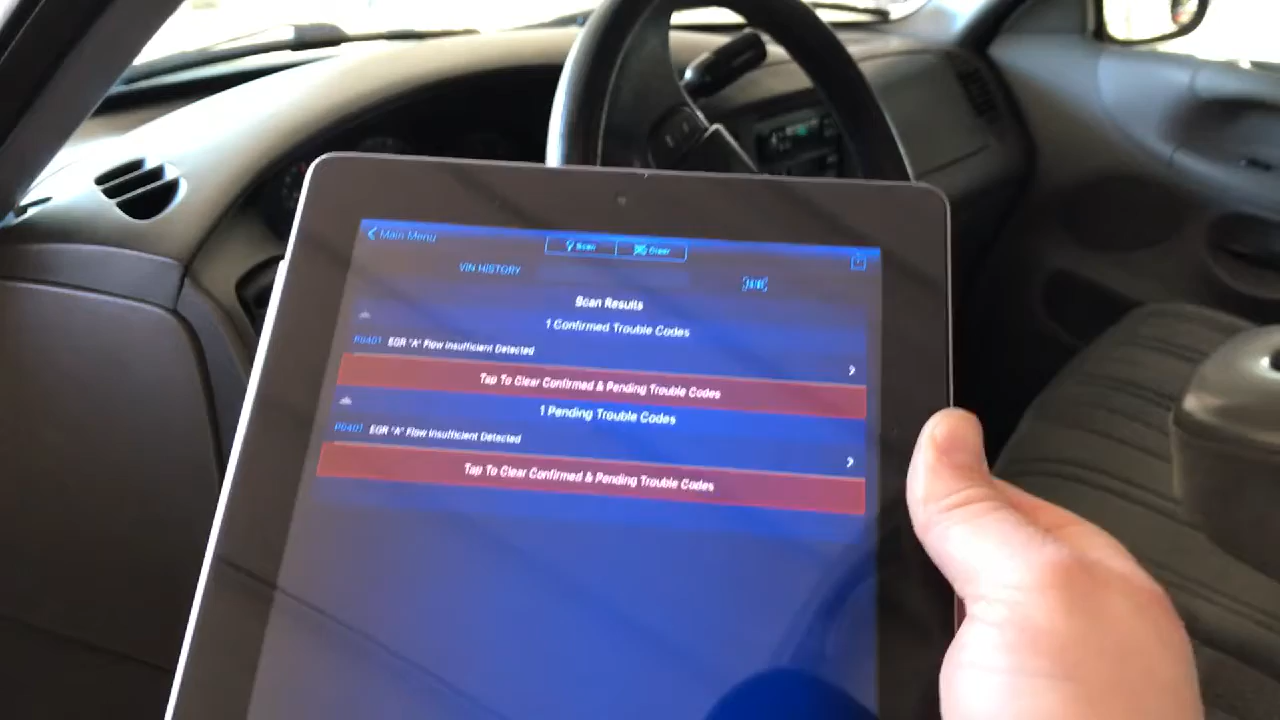 Main Menu
Scan Clear
VIN HISTORY
Scan Results
1 Confirmed Trouble Codes
P0401 EGR "A" Flow Insufficient Detected
Tap To Clear Confirmed & Pending Trouble Codes
1 Pending Trouble Codes
P0401 EGR "A" Flow Insufficient Detected
Tap To Clear Confirmed & Pending Trouble Codes